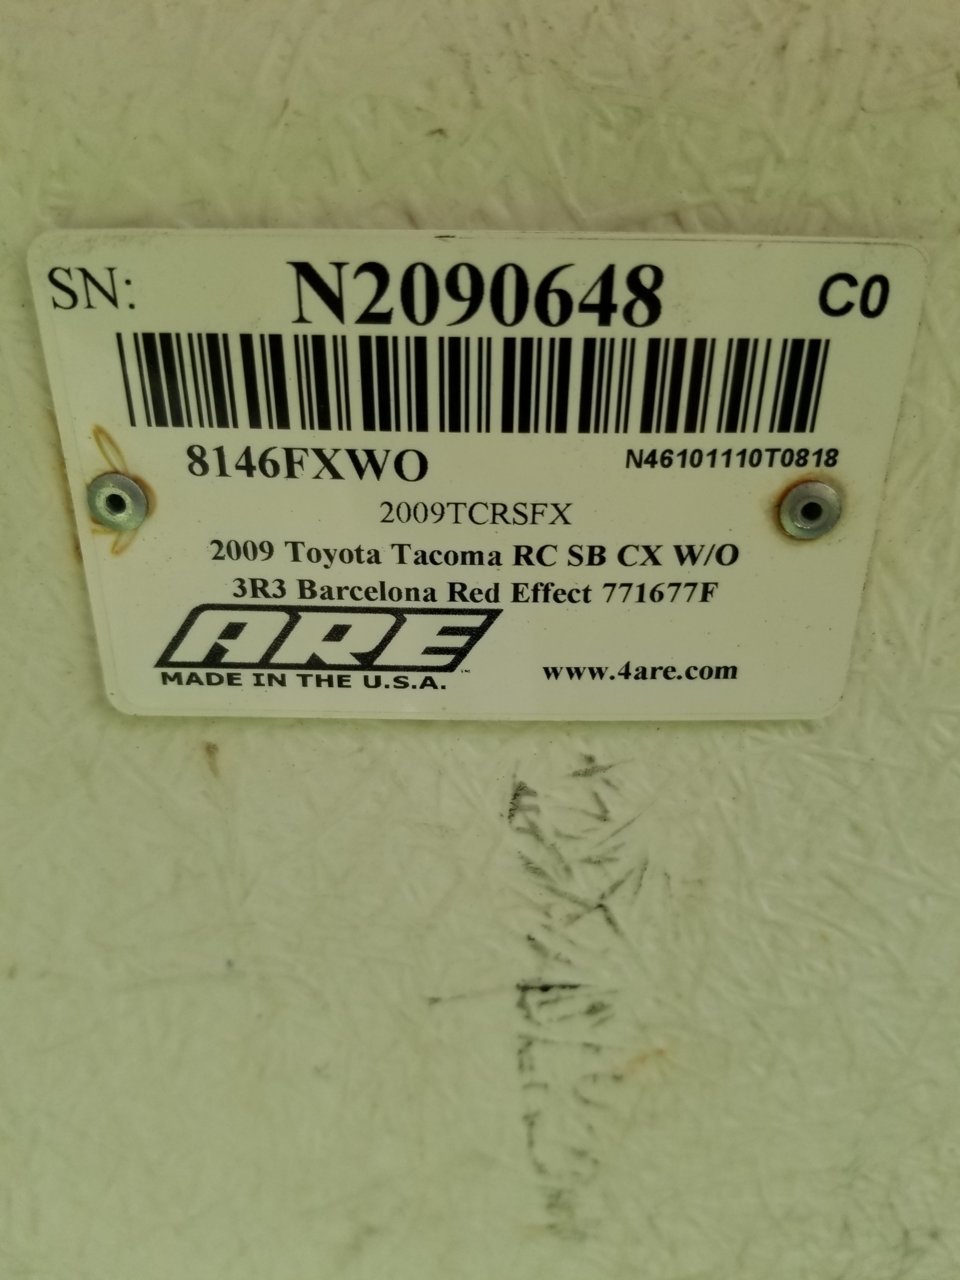 SN: N2090648 C0
8146FXWO N46101110T0818
2009TCRSFX
2009 Toyota Tacoma RC SB CX W/O
3R3 Barcelona Red Effect 771677F
ARE™
MADE IN THE U.S.A. www.4are.com